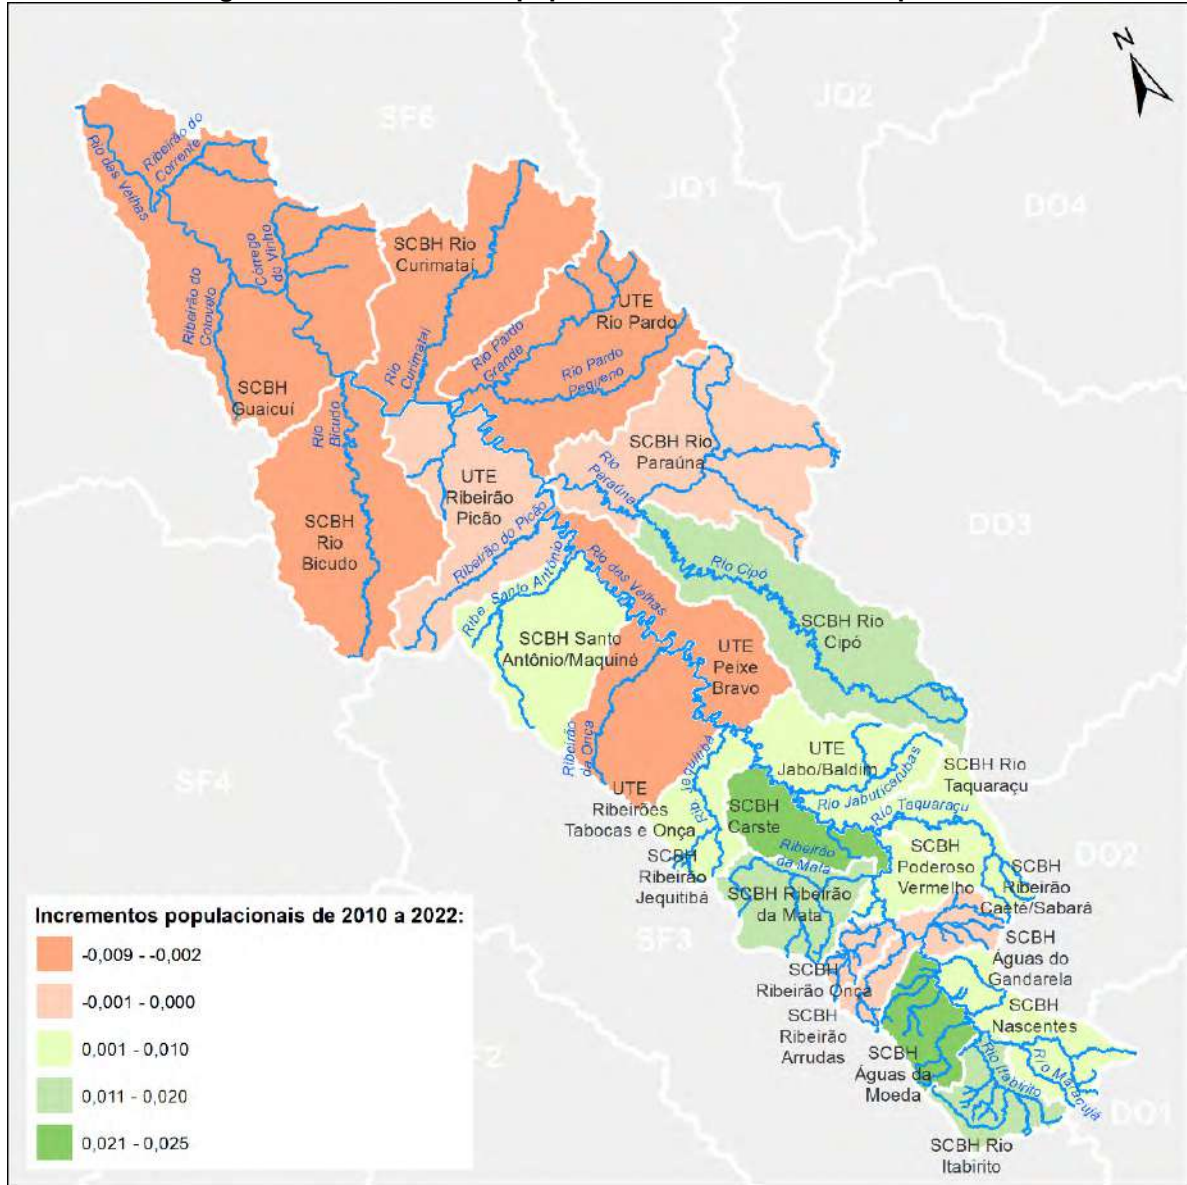 N
SF6
JQ2
JQ1
DO4
Rio das Velhas
Ribeirão do
Corrente
Córrego
do Vinho
Ribeirão do
Cotovelo
SCBH Rio
Curimataí
Rio
Curimataí
UTE
Rio Pardo
Rio Pardo
Grande
Rio Pardo
Pequeno
SCBH
Guaicuí
Rio
Bicudo
SCBH Rio
Paraúna
Rio
Paraúna
UTE
Ribeirão
Picão
Ribeirão do Picão
SCBH
Rio
Bicudo
DO3
Ribe. Santo Antônio
Rio das Velhas
Rio Cipó
SCBH Rio
Cipó
SCBH Santo
Antônio/Maquiné
UTE
Peixe
Bravo
Ribeirão
da Onça
SF4
UTE
Ribeirões
Tabocas e Onça
Rib. Jequitibá
UTE
Jabo/Baldim
Rio Jabuticatubas
SCBH Rio
Taquaraçu
Rio Taquaraçu
SCBH
Carste
Ribeirão
da Mata
SCBH
Ribeirão
Jequitibá
SCBH
Poderoso
Vermelho
DO2
SCBH
Ribeirão
Caeté/Sabará
SCBH Ribeirão
da Mata
SF3
SCBH
Águas do
Gandarela
SCBH
Ribeirão Onça
SCBH
Ribeirão
Arrudas
SCBH
Nascentes
SCBH
Águas da
Moeda
Rio Itabirito
Rio Maracujá
DO1
SCBH Rio
Itabirito
Incrementos populacionais de 2010 a 2022:
-0,009 - -0,002
-0,001 - 0,000
0,001 - 0,010
0,011 - 0,020
0,021 - 0,025